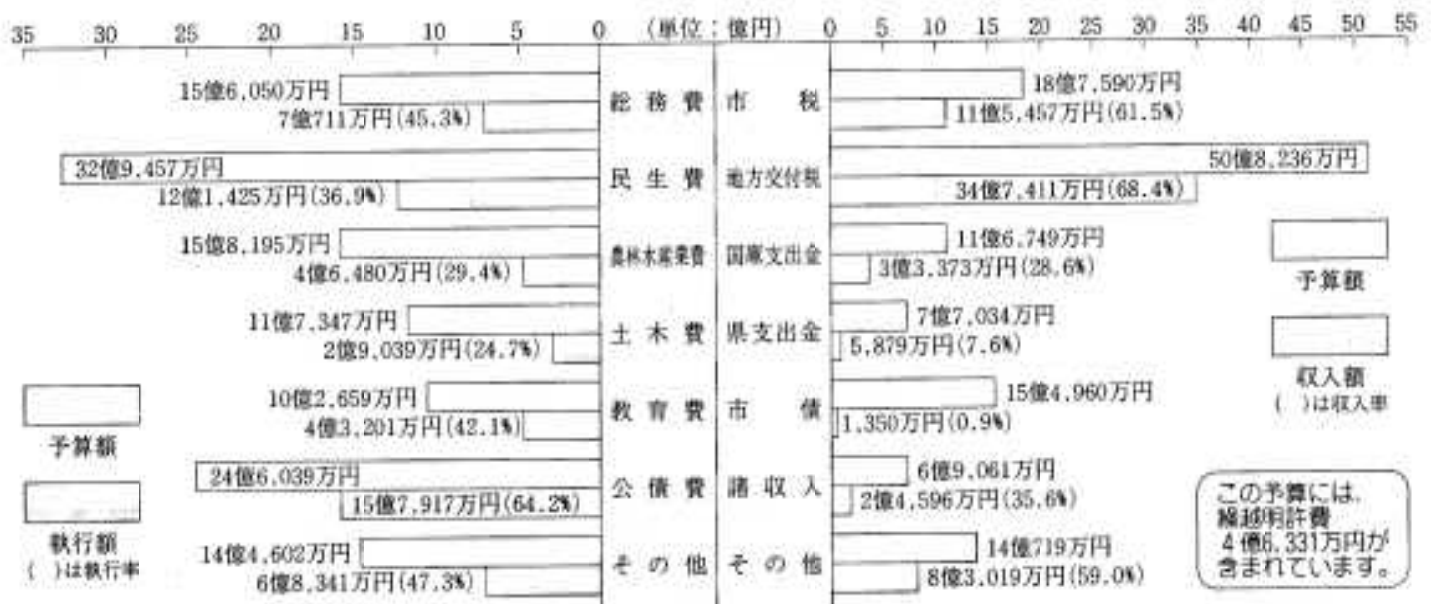 35 30 25 20 15 10 5 0 (単位：億円) 0 5 10 15 20 25 30 35 40 45 50 55
15億6,050万円 総務費 市税 18億7,590万円
7億711万円(45.3%) 11億5,457万円(61.5%)
32億9,457万円 民生費 地方交付税 50億8,236万円
12億1,425万円(36.9%) 34億7,411万円(68.4%)
15億8,195万円 農林水産業費 国庫支出金 11億6,749万円
4億6,480万円(29.4%) 3億3,373万円(28.6%)
11億7,347万円 土木費 県支出金 7億7,034万円
2億9,039万円(24.7%) 5,879万円(7.6%)
10億2,659万円 教育費 市債 15億4,960万円
4億3,201万円(42.1%) 1,350万円(0.9%)
24億6,039万円 公債費 諸収入 6億9,061万円
15億7,917万円(64.2%) 2億4,596万円(35.6%)
14億4,602万円 その他 その他 14億719万円
6億8,341万円(47.3%) 8億3,019万円(59.0%)
予算額
執行額
( )は執行率
予算額
収入額
( )は収入率
この予算には、
繰越明許費
4億6,331万円が
含まれています。